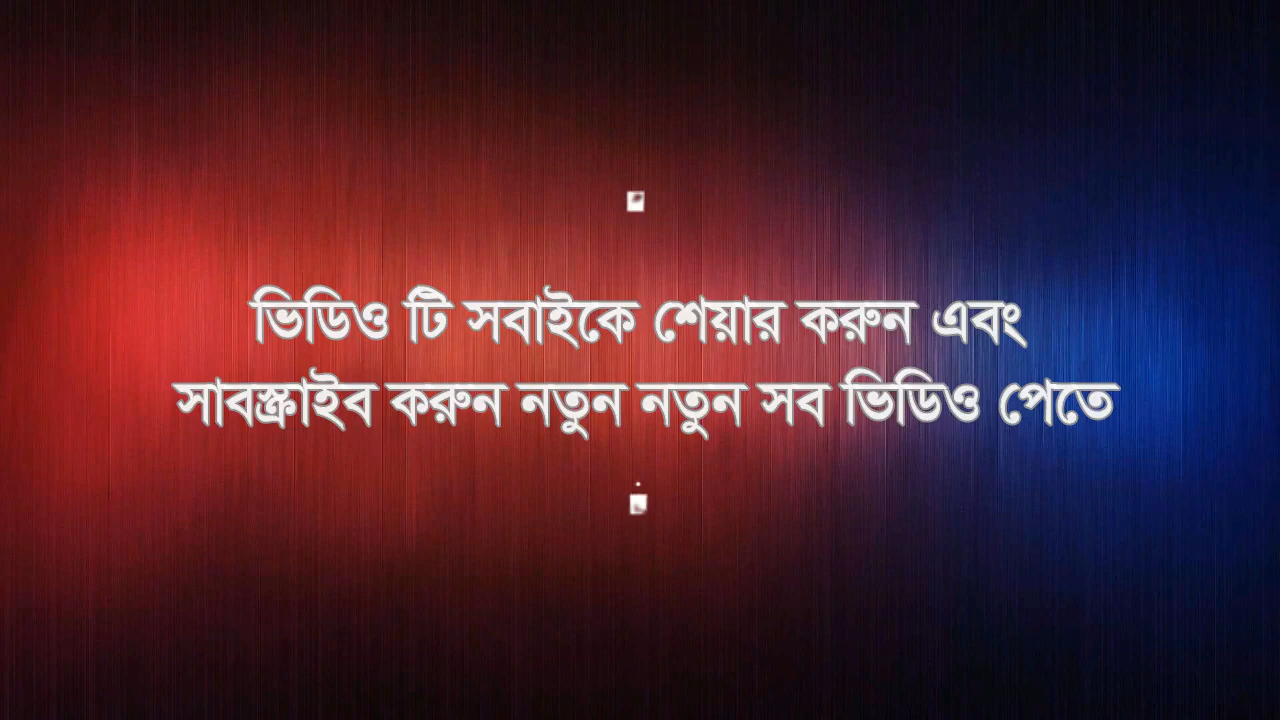 ভিডিও টি সবাইকে শেয়ার করুন এবং
সাবস্ক্রাইব করুন নতুন নতুন সব ভিডিও পেতে